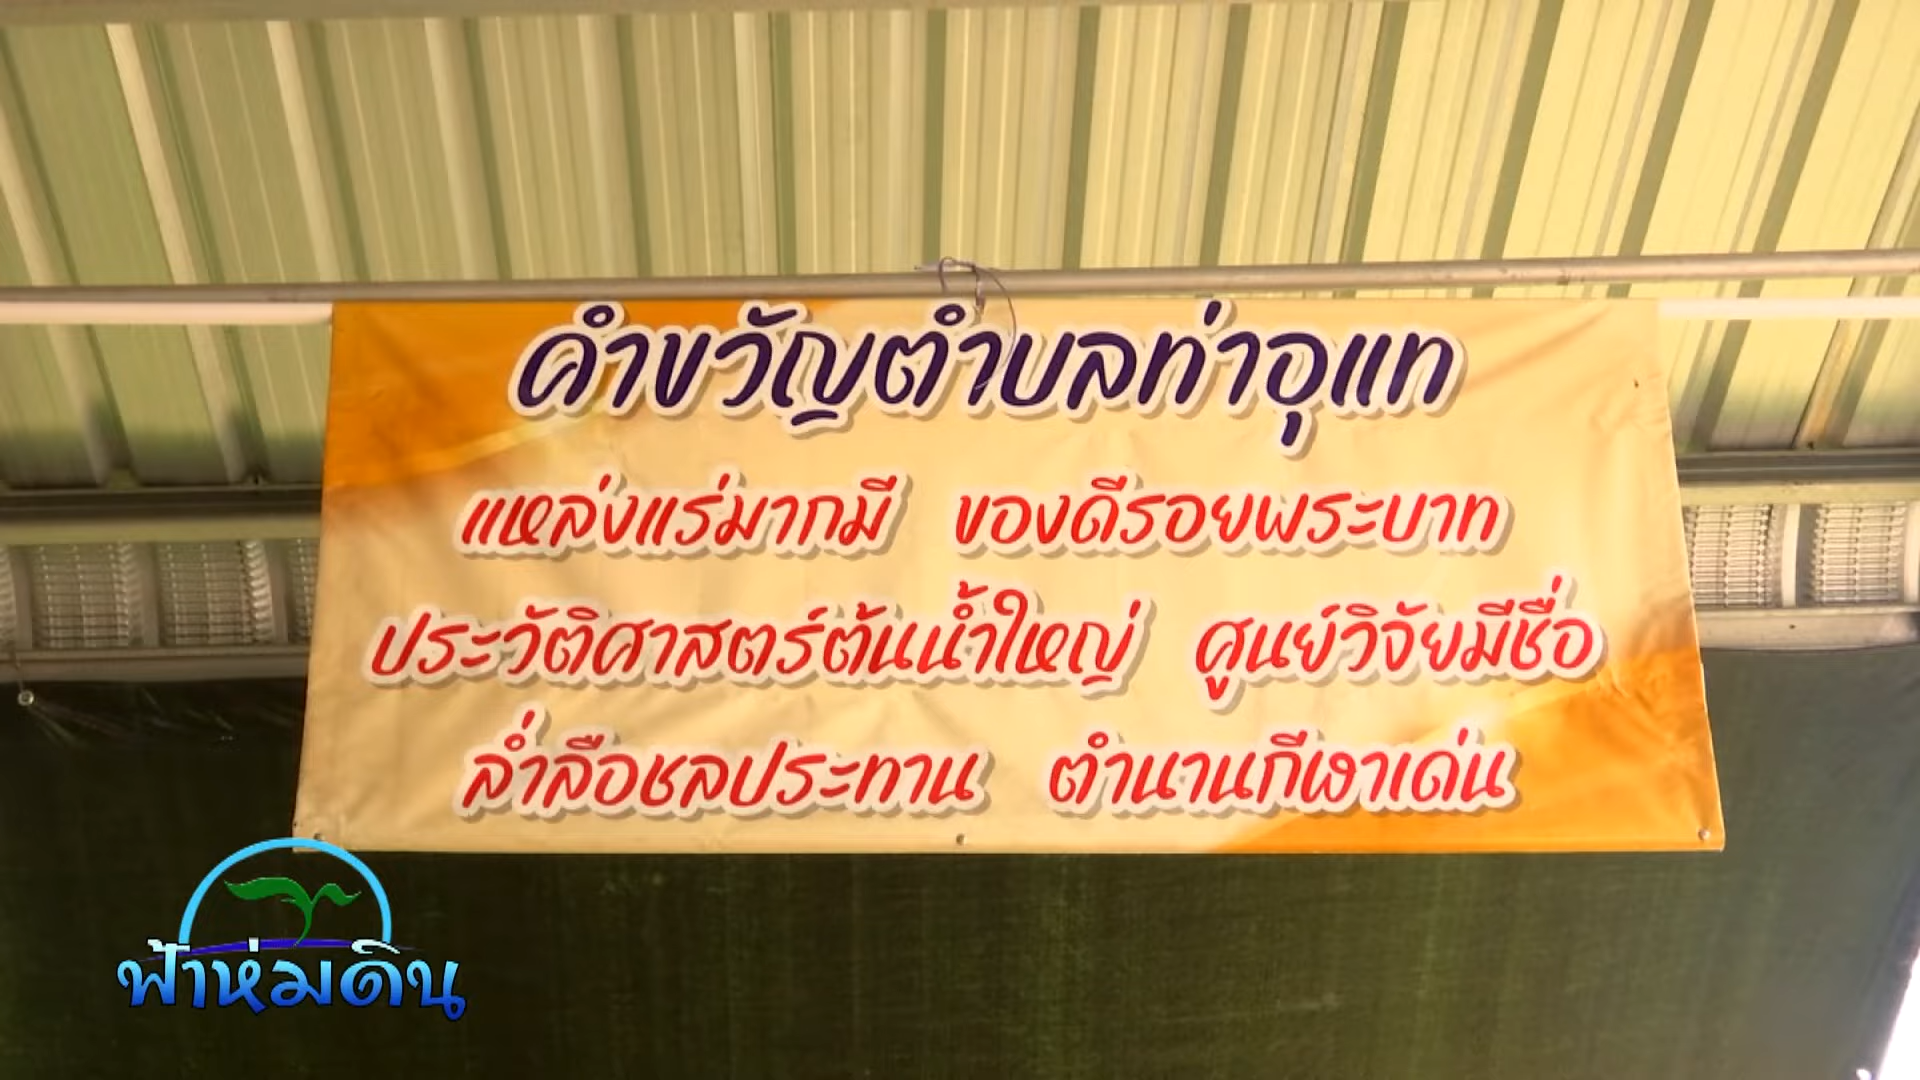 คำขวัญตำบลท่าอุแท
แหล่งแร่มากมี ของดีรอยพระบาท
ประวัติศาสตร์ต้นน้ำใหญ่ ศูนย์วิจัยมีชื่อ
ล่ำลือชลประทาน ตำนานกีเงาเด่น
ฟ้าห่มดิน